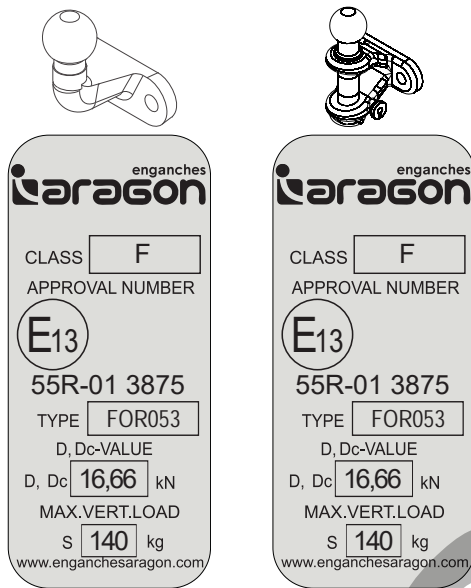 enganches
aragon
CLASS F
APPROVAL NUMBER
E13
55R-01 3875
TYPE FOR053
D, Dc-VALUE
D, Dc 16,66 kN
MAX.VERT.LOAD
S 140 kg
www.enganchesaragon.com
enganches
aragon
CLASS F
APPROVAL NUMBER
E13
55R-01 3875
TYPE FOR053
D, Dc-VALUE
D, Dc 16,66 kN
MAX.VERT.LOAD
S 140 kg
www.enganchesaragon.com